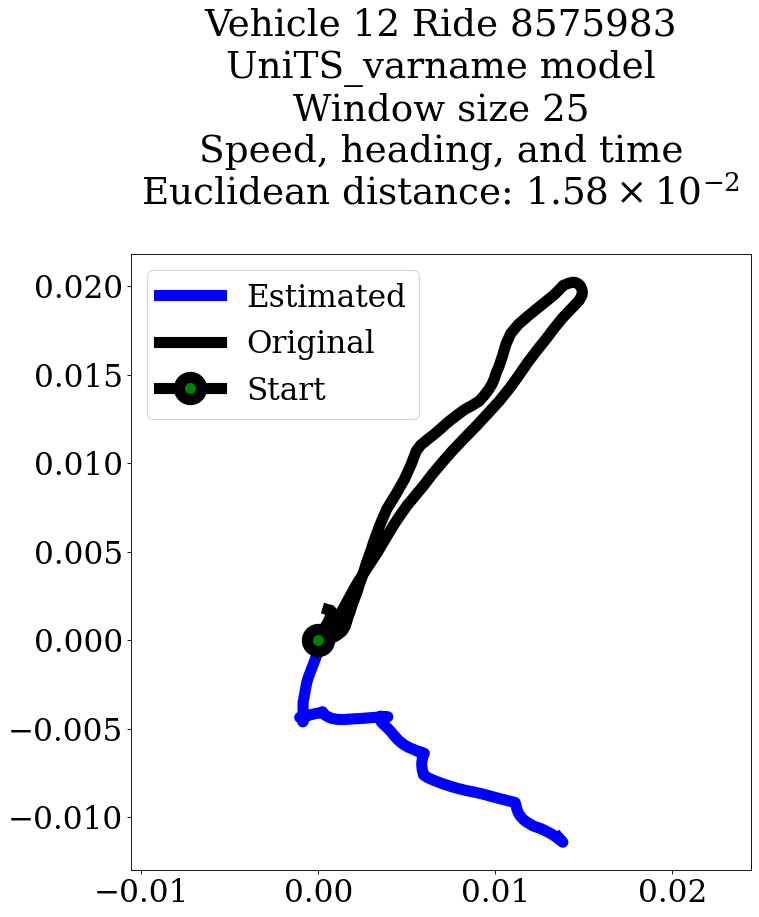 Vehicle 12 Ride 8575983
UniTS_varname model
Window size 25
Speed, heading, and time
Euclidean distance: 1.58 × 10⁻²
Estimated
Original
Start
0.020
0.015
0.010
0.005
0.000
−0.005
−0.010
−0.01 0.00 0.01 0.02